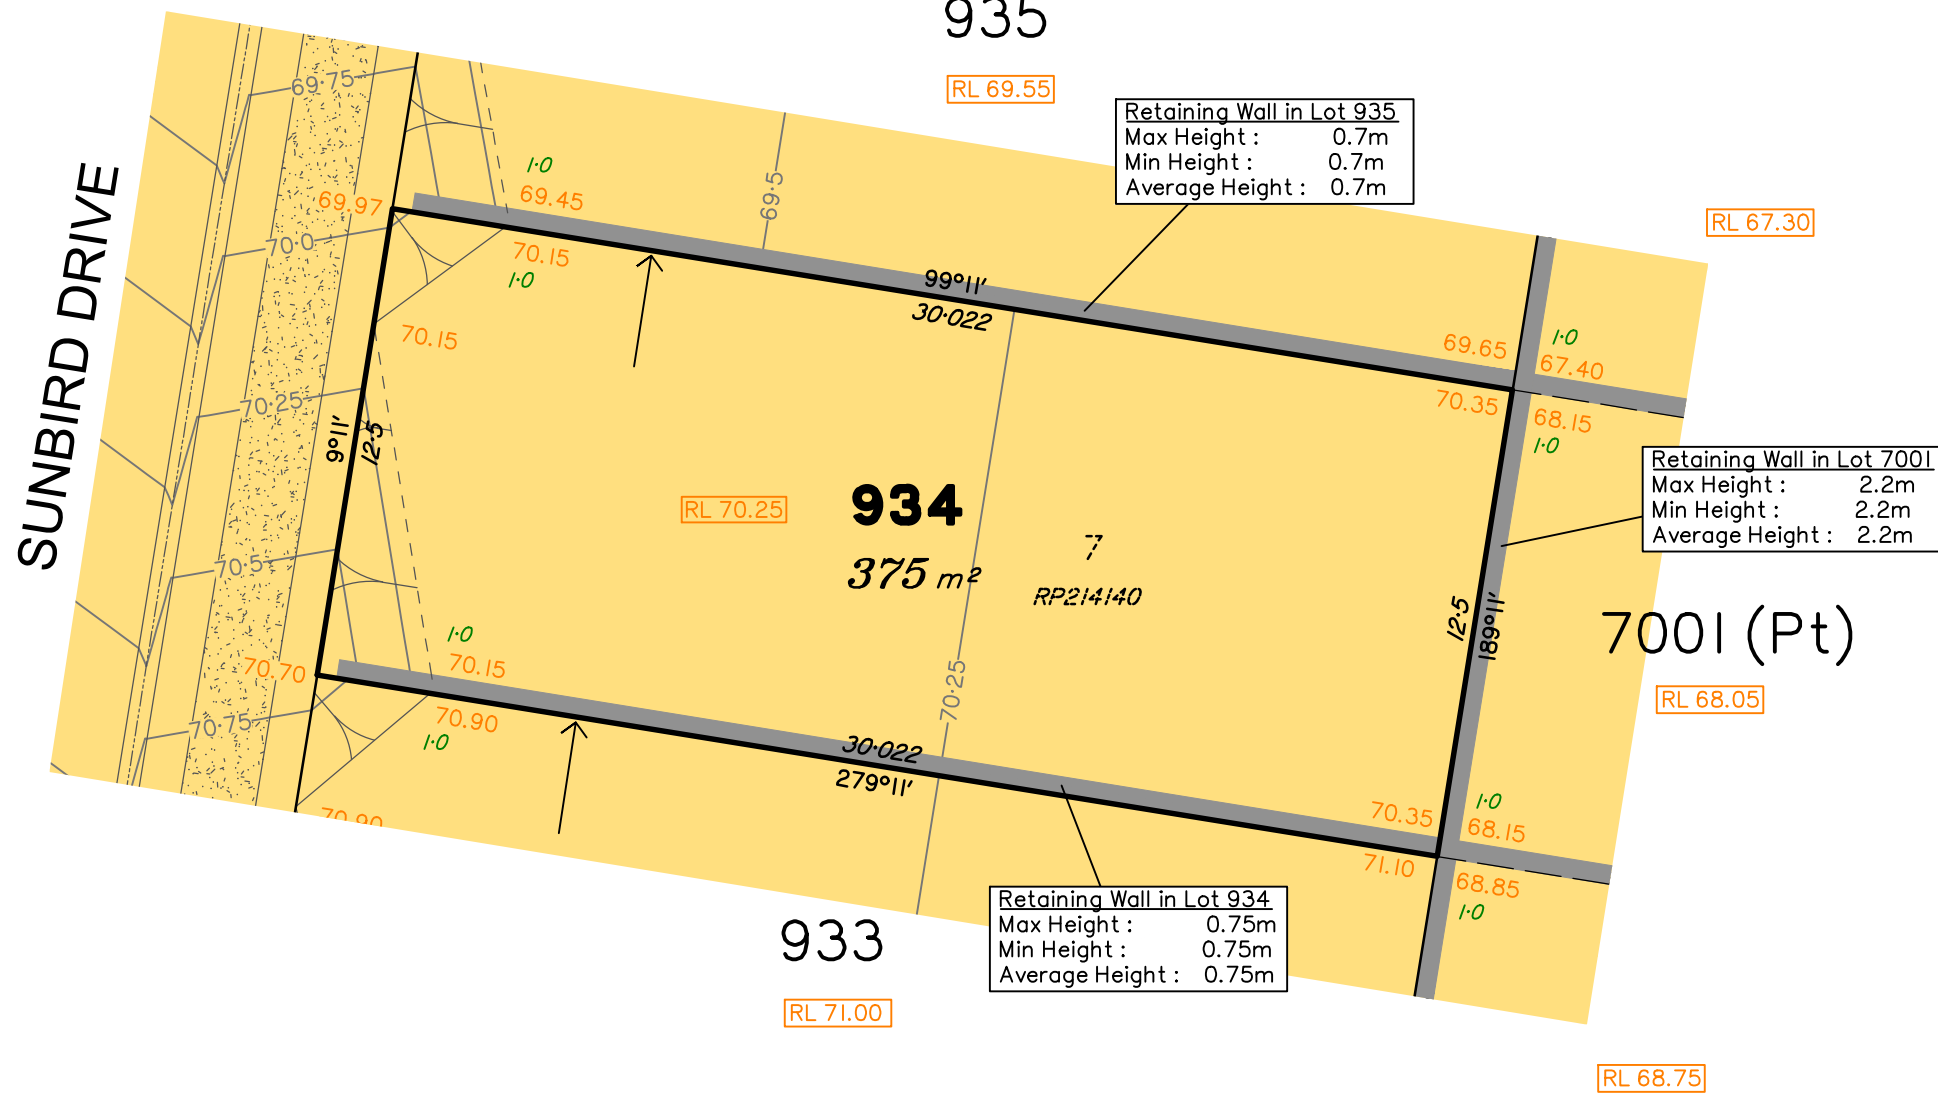 935
RL 69.55
Retaining Wall in Lot 935
Max Height : 0.7m
Min Height : 0.7m
Average Height : 0.7m
RL 67.30
SUNBIRD DRIVE
69·75
70·0
70·25
70·5
70·75
69.97
1·0
69.45
70.15
1·0
69·5
70.15
99°11'
30·022
69.65
1·0
67.40
70.35
68.15
1·0
9°11'
12·5
RL 70.25
934
375 m²
7
RP214140
Retaining Wall in Lot 7001
Max Height : 2.2m
Min Height : 2.2m
Average Height : 2.2m
12·5
189°11'
7001 (Pt)
RL 68.05
70.70
1·0
70.15
70.90
1·0
70·25
30·022
279°11'
70.35
1·0
68.15
71.10
68.85
1·0
70.90
933
RL 71.00
Retaining Wall in Lot 934
Max Height : 0.75m
Min Height : 0.75m
Average Height : 0.75m
RL 68.75